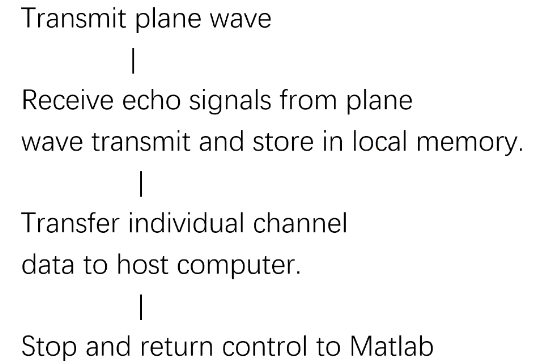 Transmit plane wave
Receive echo signals from plane
wave transmit and store in local memory.
Transfer individual channel
data to host computer.
Stop and return control to Matlab